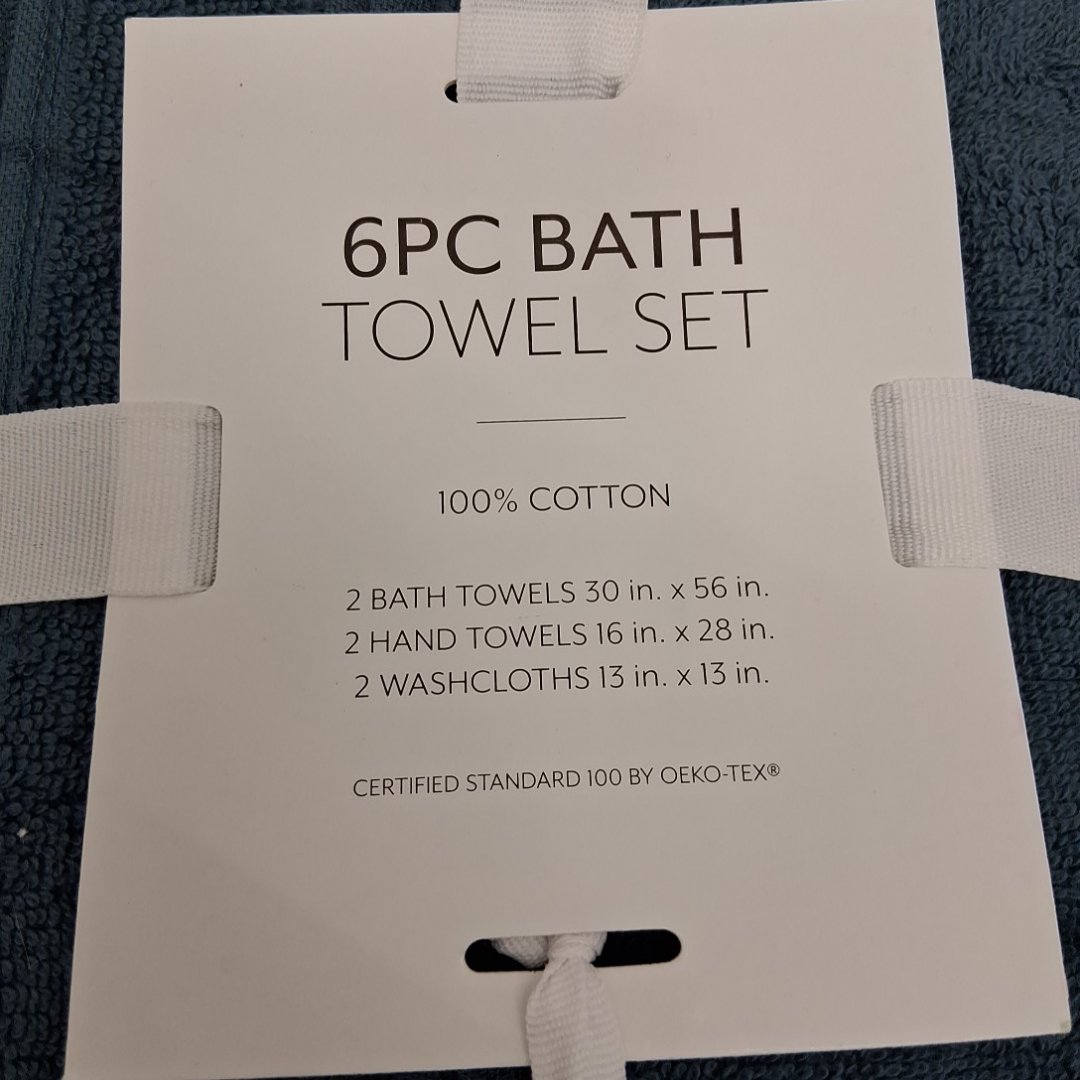 6PC BATH
TOWEL SET
100% COTTON
2 BATH TOWELS 30 in. x 56 in.
2 HAND TOWELS 16 in. x 28 in.
2 WASHCLOTHS 13 in. x 13 in.
CERTIFIED STANDARD 100 BY OEKO-TEX®